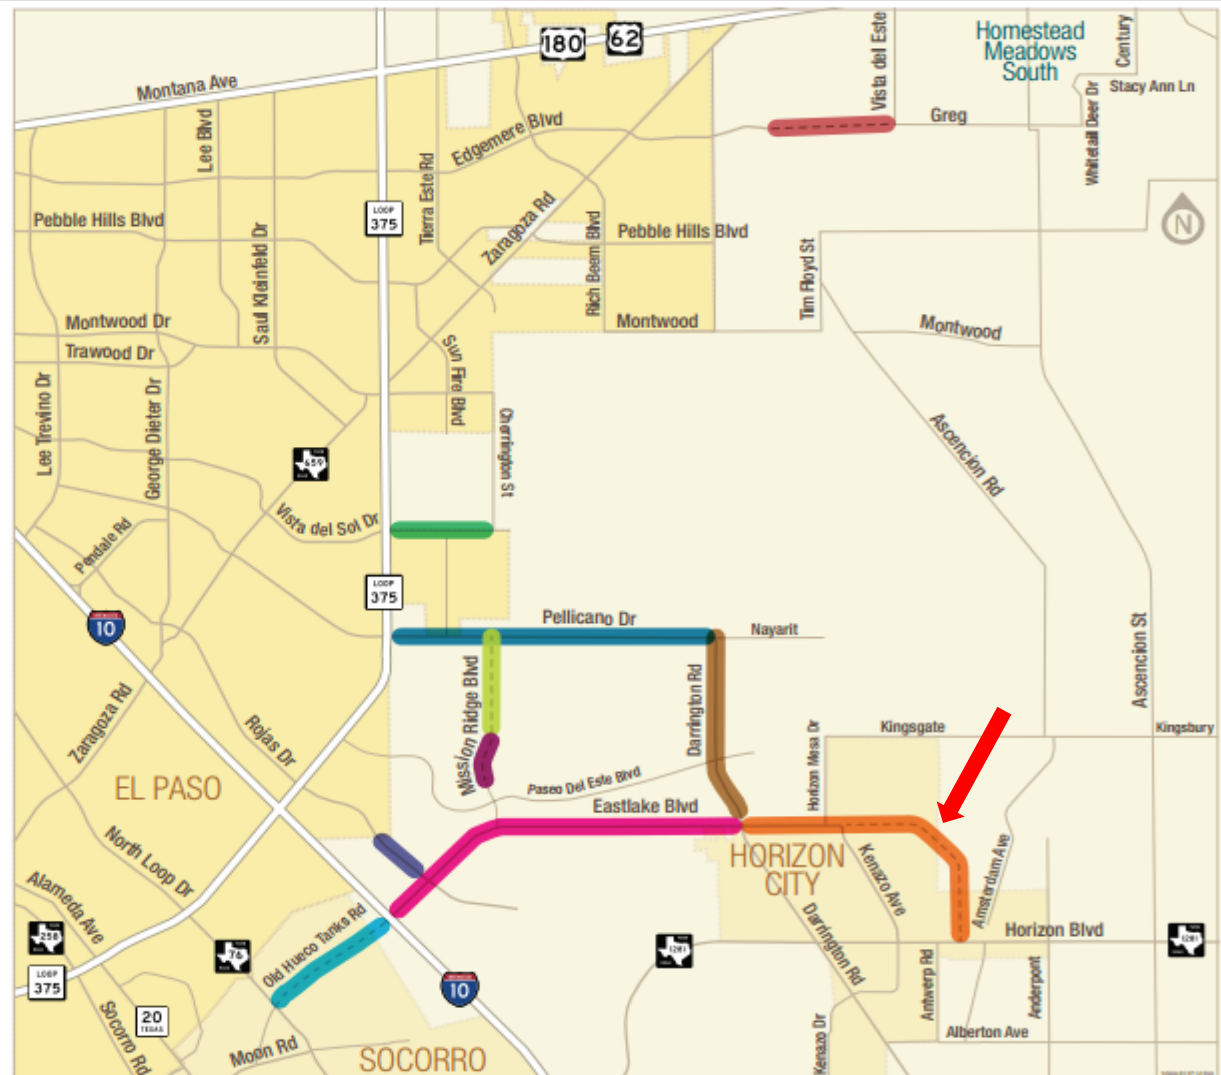 180
62
Montana Ave
Homestead
Meadows
South
Vista del Este
Century
Stacy Ann Ln
Greg
Whitetail Deer Dr
Lee Blvd
Edgemere Blvd
Tierra Este Rd
Pebble Hills Blvd
LOOP
375
Saul Kleinfeld Dr
Zaragoza Rd
Rich Beem Blvd
Pebble Hills Blvd
N
Tim Floyd St
Montwood Dr
Montwood
Montwood
Trawood Dr
Sun Fire Blvd
Lee Trevino Dr
George Dieter Dr
Cherrington St
Ascencion Rd
659
Vista del Sol Dr
Pendale Rd
LOOP
375
10
Pellicano Dr
Nayarit
Ascencion St
Mission Ridge Blvd
Darrington Rd
Zaragoza Rd
Rojas Dr
Kingsgate
Kingsbury
Horizon Mesa Dr
Paseo Del Este Blvd
EL PASO
Eastlake Blvd
North Loop Dr
HORIZON
CITY
Kenazo Ave
Amsterdam Ave
Alameda Ave
Old Hueco Tanks Rd
Darrington Rd
Horizon Blvd
258
76
1281
1281
LOOP
375
10
Antwerp Rd
Anderpont
20
TEXAS
Socorro Rd
Moon Rd
Kenazo Dr
Alberton Ave
SOCORRO